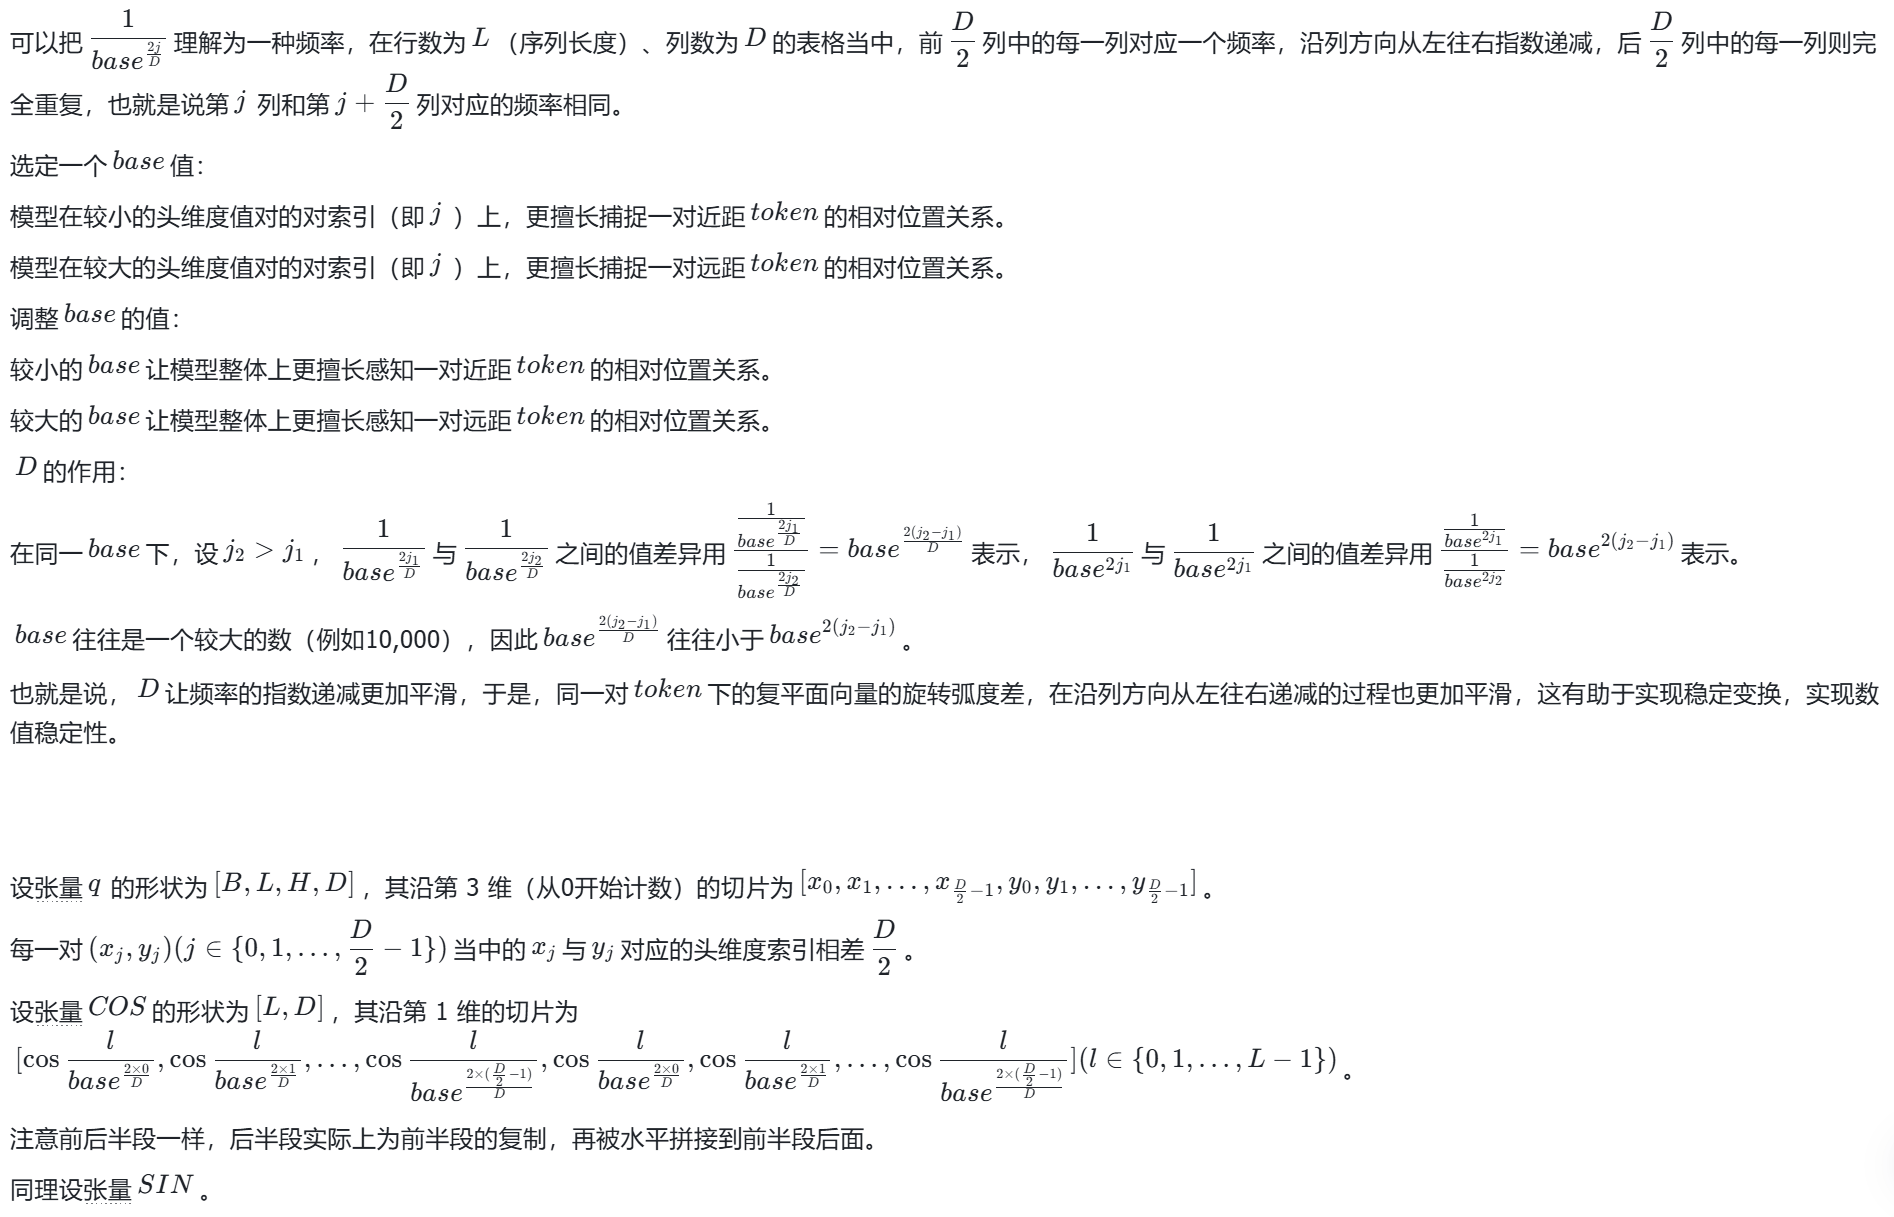 可以把 $\frac{1}{base^{\frac{2j}{D}}}$ 理解为一种频率，在行数为 $L$（序列长度）、列数为 $D$ 的表格当中，前 $\frac{D}{2}$ 列中的每一列对应一个频率，沿列方向从左往右指数递减，后 $\frac{D}{2}$ 列中的每一列则完
全重复，也就是说第 $j$ 列和第 $j+\frac{D}{2}$ 列对应的频率相同。
选定一个 $base$ 值：
模型在较小的头维度值对的对索引（即 $j$ ）上，更擅长捕捉一对近距 $token$ 的相对位置关系。
模型在较大的头维度值对的对索引（即 $j$ ）上，更擅长捕捉一对远距 $token$ 的相对位置关系。
调整 $base$ 的值：
较小的 $base$ 让模型整体上更擅长感知一对近距 $token$ 的相对位置关系。
较大的 $base$ 让模型整体上更擅长感知一对远距 $token$ 的相对位置关系。
$D$ 的作用：
在同一 $base$ 下，设 $j_2 > j_1$，$\frac{1}{base^{\frac{2j_1}{D}}}$ 与 $\frac{1}{base^{\frac{2j_2}{D}}}$ 之间的值差异用 $\frac{\frac{1}{base^{\frac{2j_1}{D}}}}{\frac{1}{base^{\frac{2j_2}{D}}}} = base^{\frac{2(j_2-j_1)}{D}}$ 表示，$\frac{1}{base^{2j_1}}$ 与 $\frac{1}{base^{2j_1}}$ 之间的值差异用 $\frac{\frac{1}{base^{2j_1}}}{\frac{1}{base^{2j_2}}} = base^{2(j_2-j_1)}$ 表示。
$base$ 往往是一个较大的数（例如10,000），因此 $base^{\frac{2(j_2-j_1)}{D}}$ 往往小于 $base^{2(j_2-j_1)}$。
也就是说，$D$ 让频率的指数递减更加平滑，于是，同一对 $token$ 下的复平面向量的旋转弧度差，在沿列方向从左往右递减的过程也更加平滑，这有助于实现稳定变换，实现数
值稳定性。
设张量 $q$ 的形状为 $[B, L, H, D]$，其沿第 3 维（从0开始计数）的切片为 $[x_0, x_1, \ldots, x_{\frac{D}{2}-1}, y_0, y_1, \ldots, y_{\frac{D}{2}-1}]$。
每一对 $(x_j, y_j)(j \in \{0, 1, \ldots, \frac{D}{2}-1\})$ 当中的 $x_j$ 与 $y_j$ 对应的头维度索引相差 $\frac{D}{2}$。
设张量 $COS$ 的形状为 $[L, D]$，其沿第 1 维的切片为
$[\cos\frac{l}{base^{\frac{2\times 0}{D}}}, \cos\frac{l}{base^{\frac{2\times 1}{D}}}, \ldots, \cos\frac{l}{base^{\frac{2\times(\frac{D}{2}-1)}{D}}}, \cos\frac{l}{base^{\frac{2\times 0}{D}}}, \cos\frac{l}{base^{\frac{2\times 1}{D}}}, \ldots, \cos\frac{l}{base^{\frac{2\times(\frac{D}{2}-1)}{D}}}](l \in \{0, 1, \ldots, L-1\})$。
注意前后半段一样，后半段实际上为前半段的复制，再被水平拼接到前半段后面。
同理设张量 $SIN$。